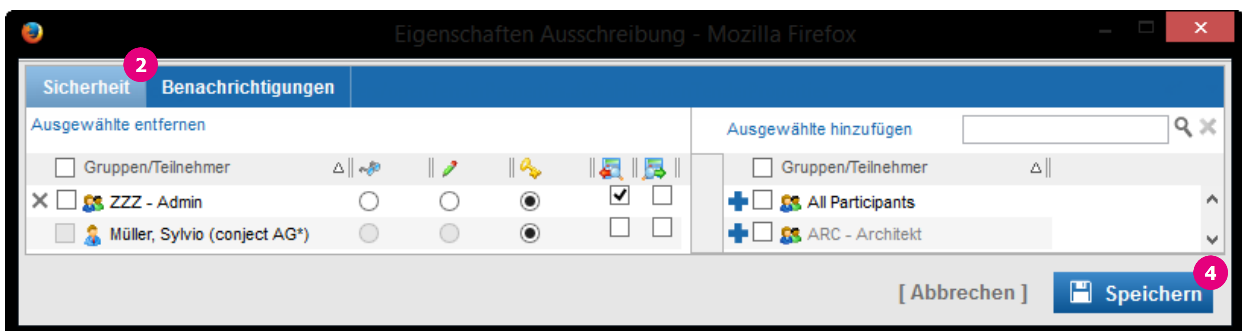 Eigenschaften Ausschreibung - Mozilla Firefox
2
Sicherheit Benachrichtigungen
Ausgewählte entfernen
Ausgewählte hinzufügen
Gruppen/Teilnehmer
Gruppen/Teilnehmer
ZZZ - Admin
All Participants
Müller, Sylvio (conject AG*)
ARC - Architekt
4
[ Abbrechen ] Speichern